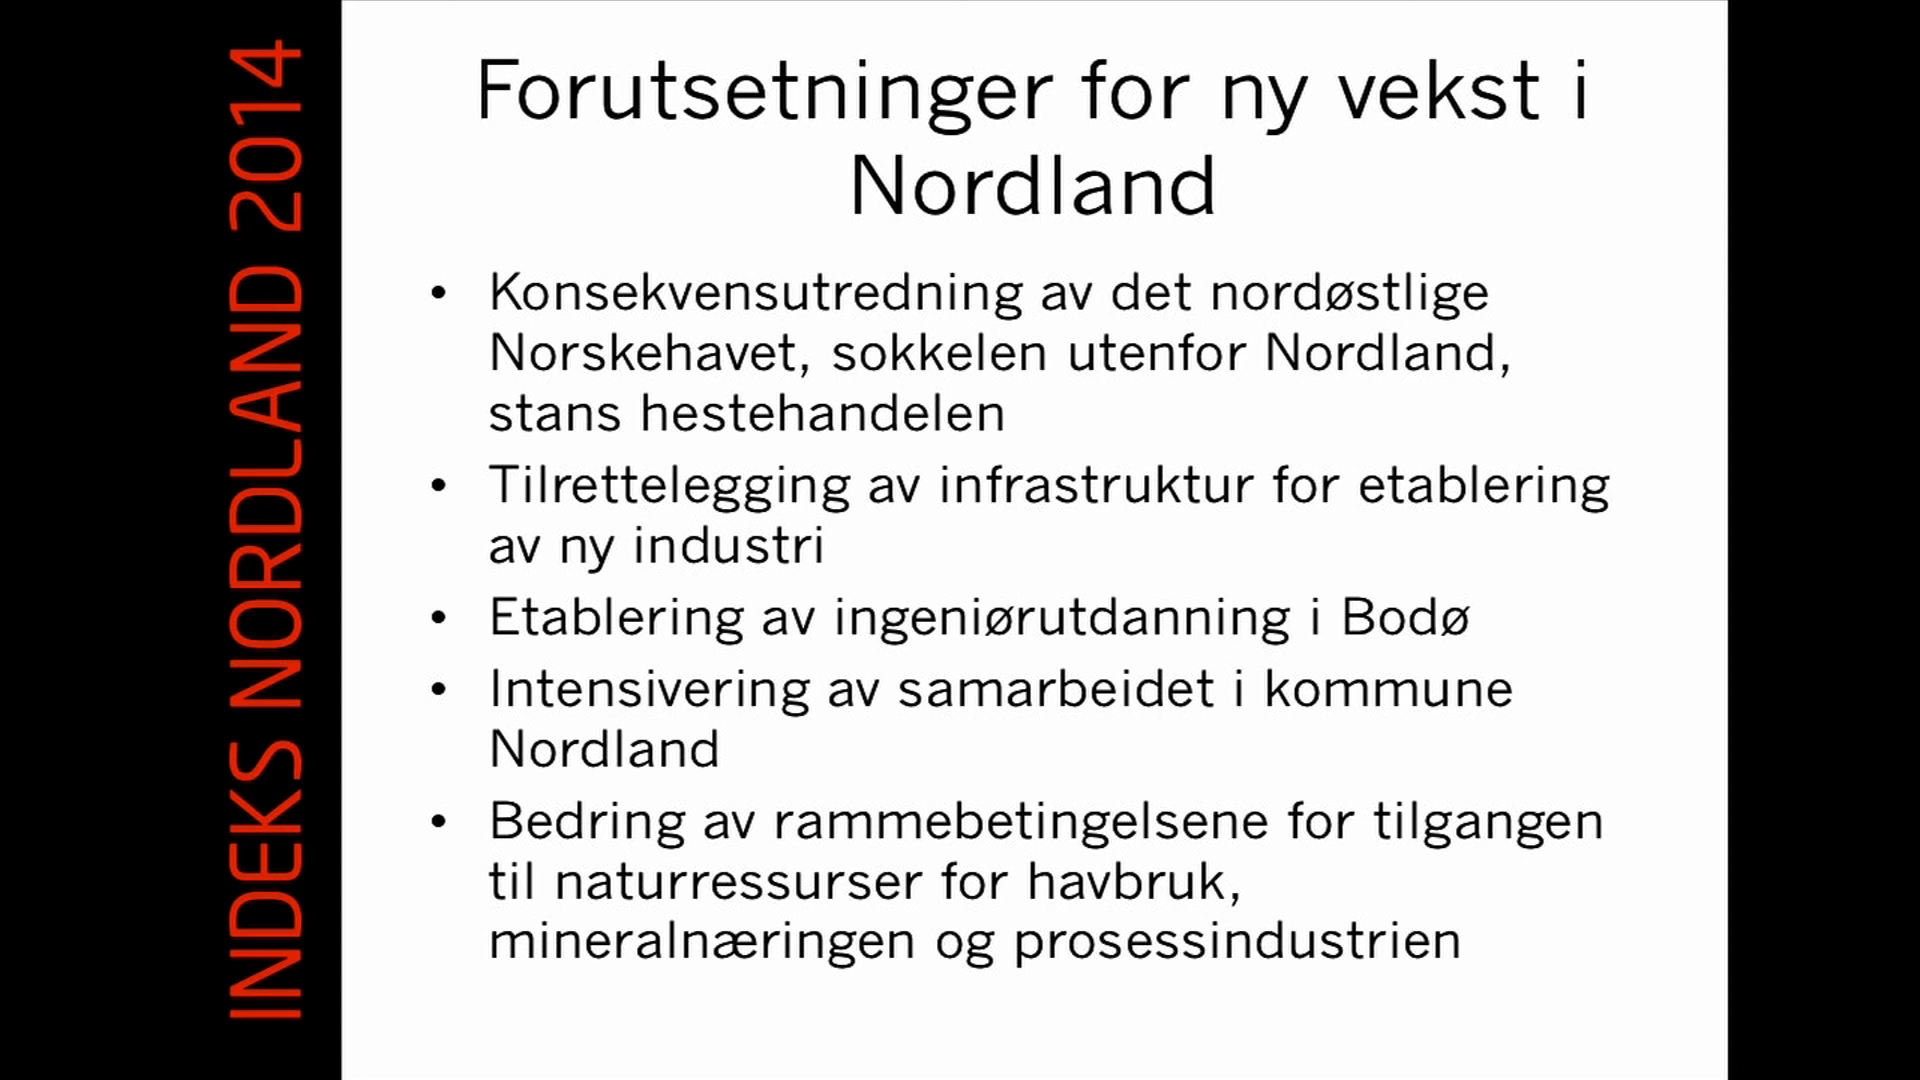 INDEKS NORDLAND 2014
Forutsetninger for ny vekst i
Nordland
• Konsekvensutredning av det nordøstlige
Norskehavet, sokkelen utenfor Nordland,
stans hestehandelen
• Tilrettelegging av infrastruktur for etablering
av ny industri
• Etablering av ingeniørutdanning i Bodø
• Intensivering av samarbeidet i kommune
Nordland
• Bedring av rammebetingelsene for tilgangen
til naturressurser for havbruk,
mineralnæringen og prosessindustrien